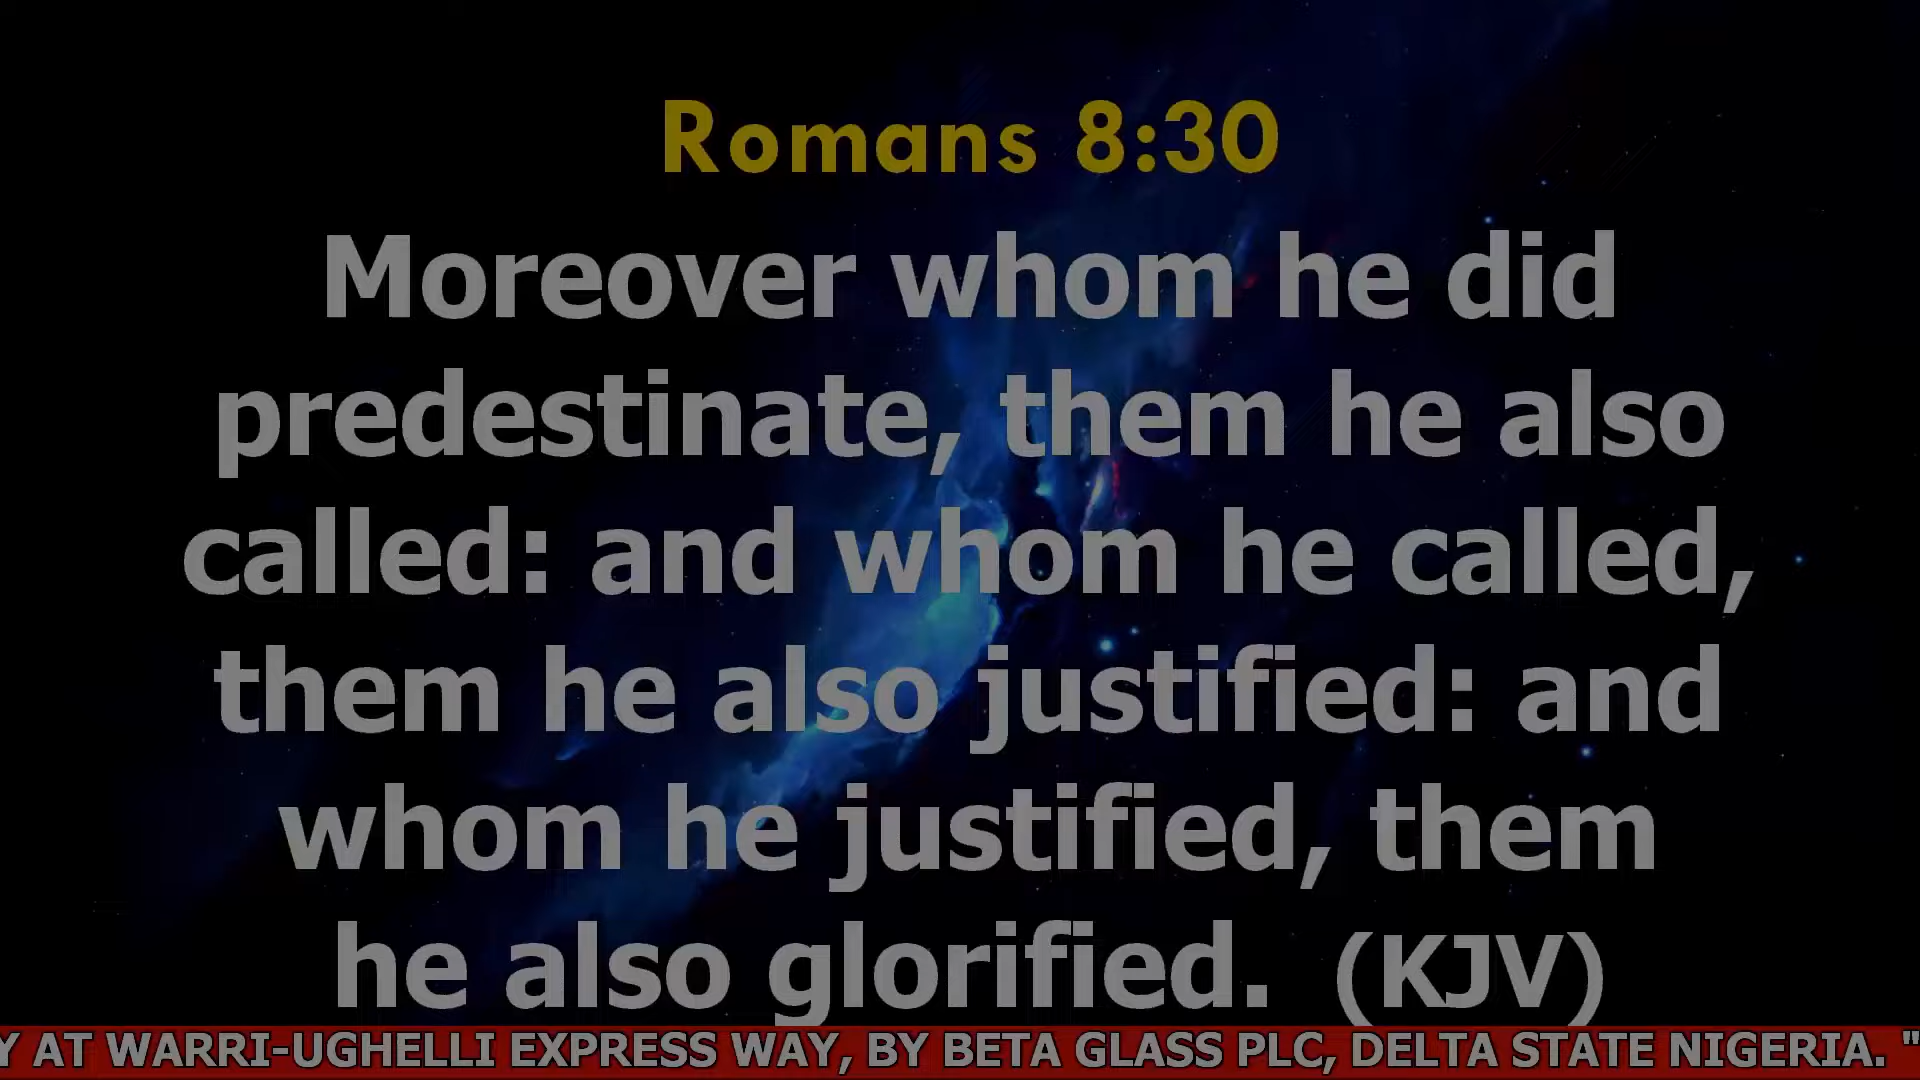 Romans 8:30
Moreover whom he did
predestinate, them he also
called: and whom he called,
them he also justified: and
whom he justified, them
he also glorified. (KJV)
Y AT WARRI-UGHELLI EXPRESS WAY, BY BETA GLASS PLC, DELTA STATE NIGERIA. "